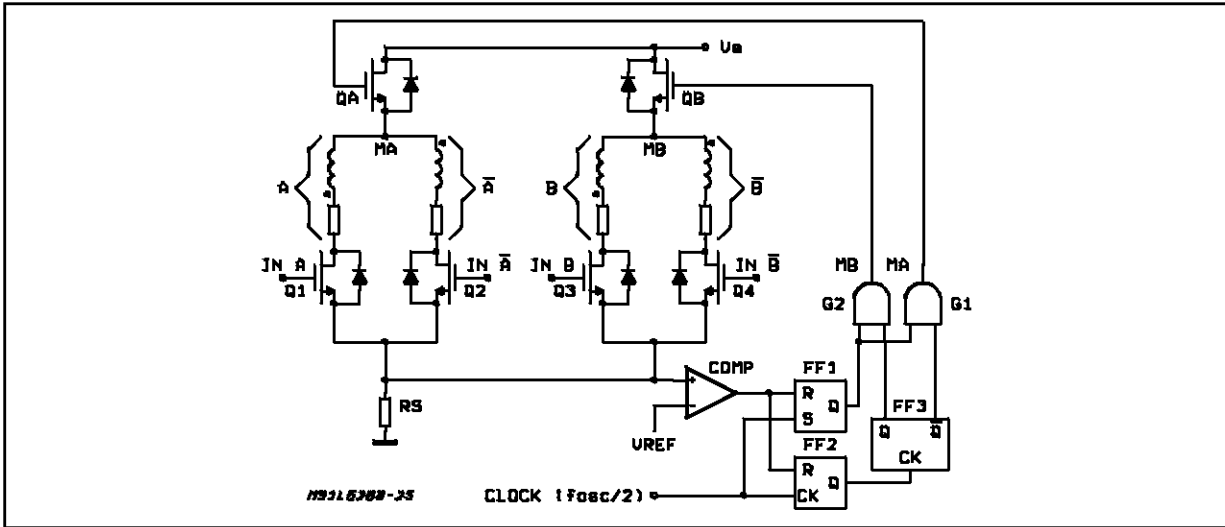 Vs
QA
QB
MA
MB
A
A̅
B
B̅
IN A
IN A̅
IN B
IN B̅
MB MA
Q1
Q2
Q3
Q4
G2
G1
COMP
FF1
R
Q
S
FF3
Q Q̅
CK
RS
VREF
FF2
R
Q
CK
CLOCK (fosc/2)